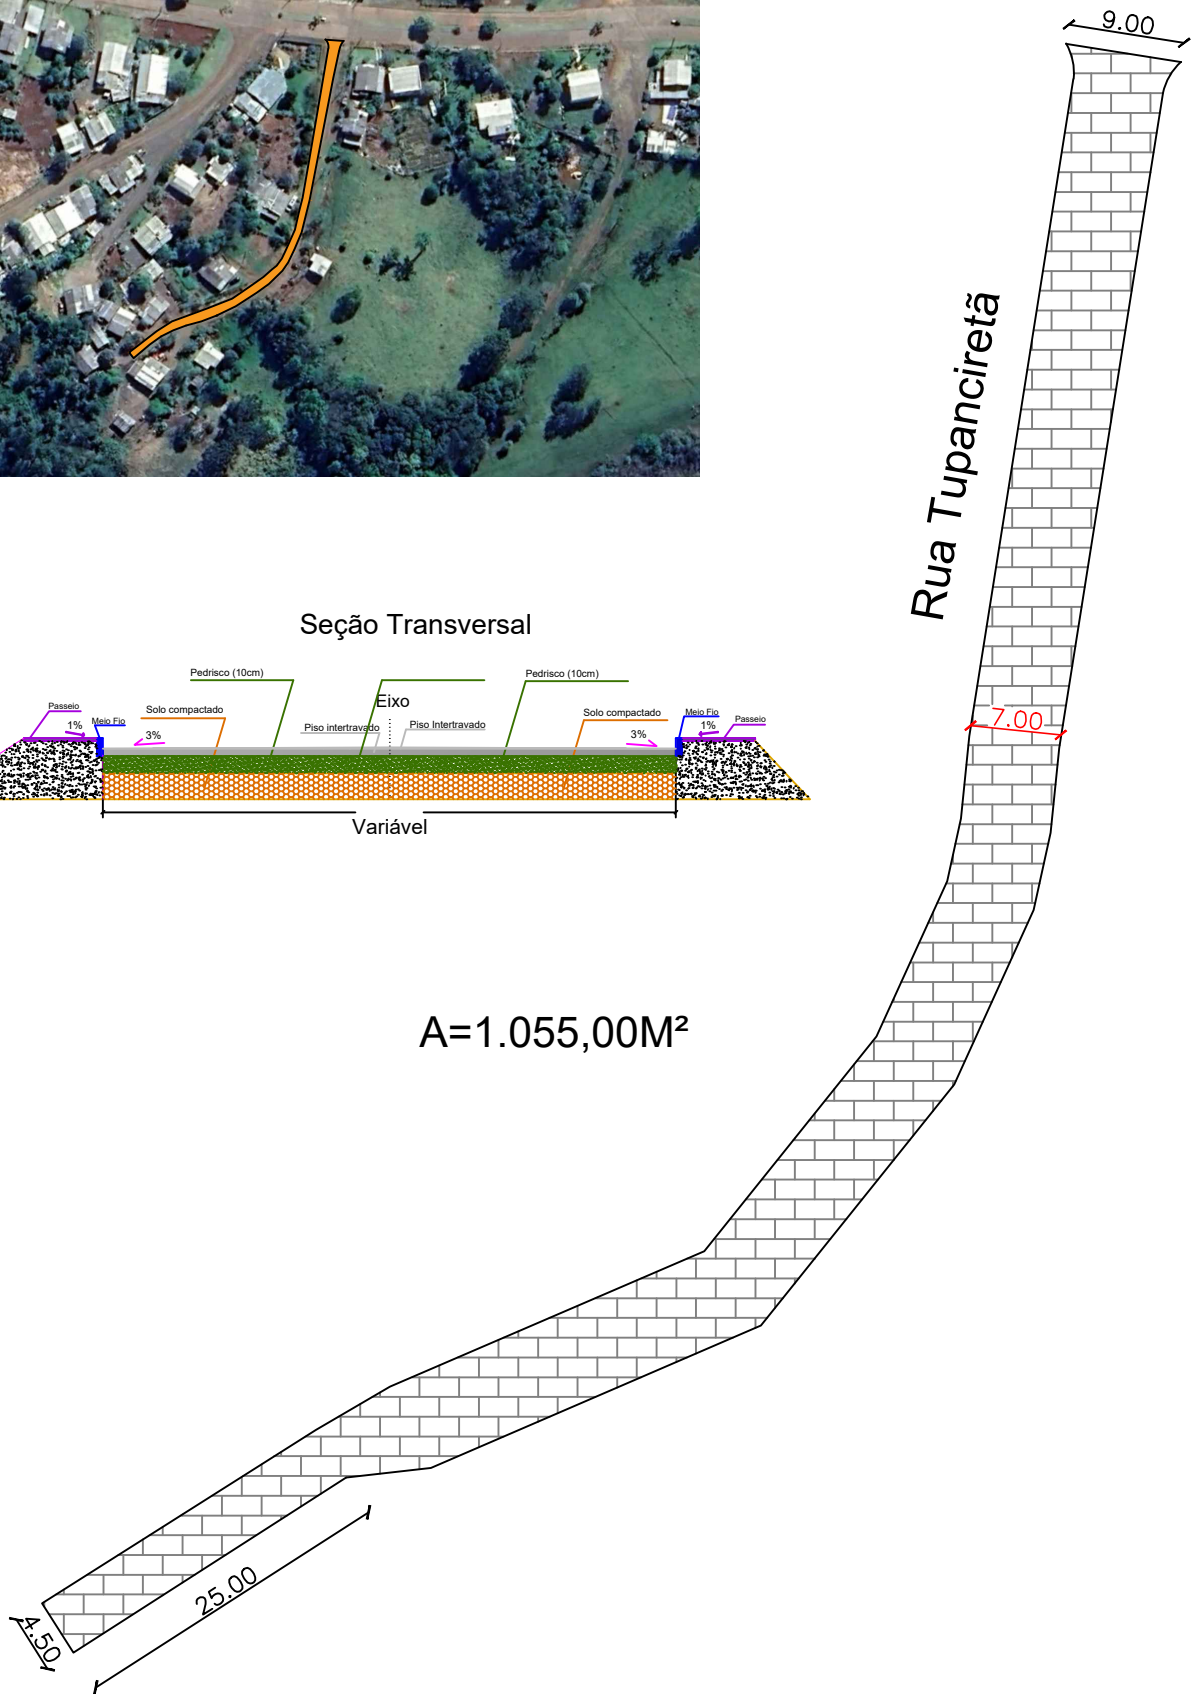 9.00
Rua Tupanciretã
Seção Transversal
Pedrisco (10cm)
Pedrisco (10cm)
Eixo
Passeio
Solo compactado
Solo compactado
Meio Fio
Passeio
1%
Meio Fio
Piso intertravado
Piso Intertravado
1%
3%
3%
7.00
Variável
A=1.055,00M²
25.00
4.50